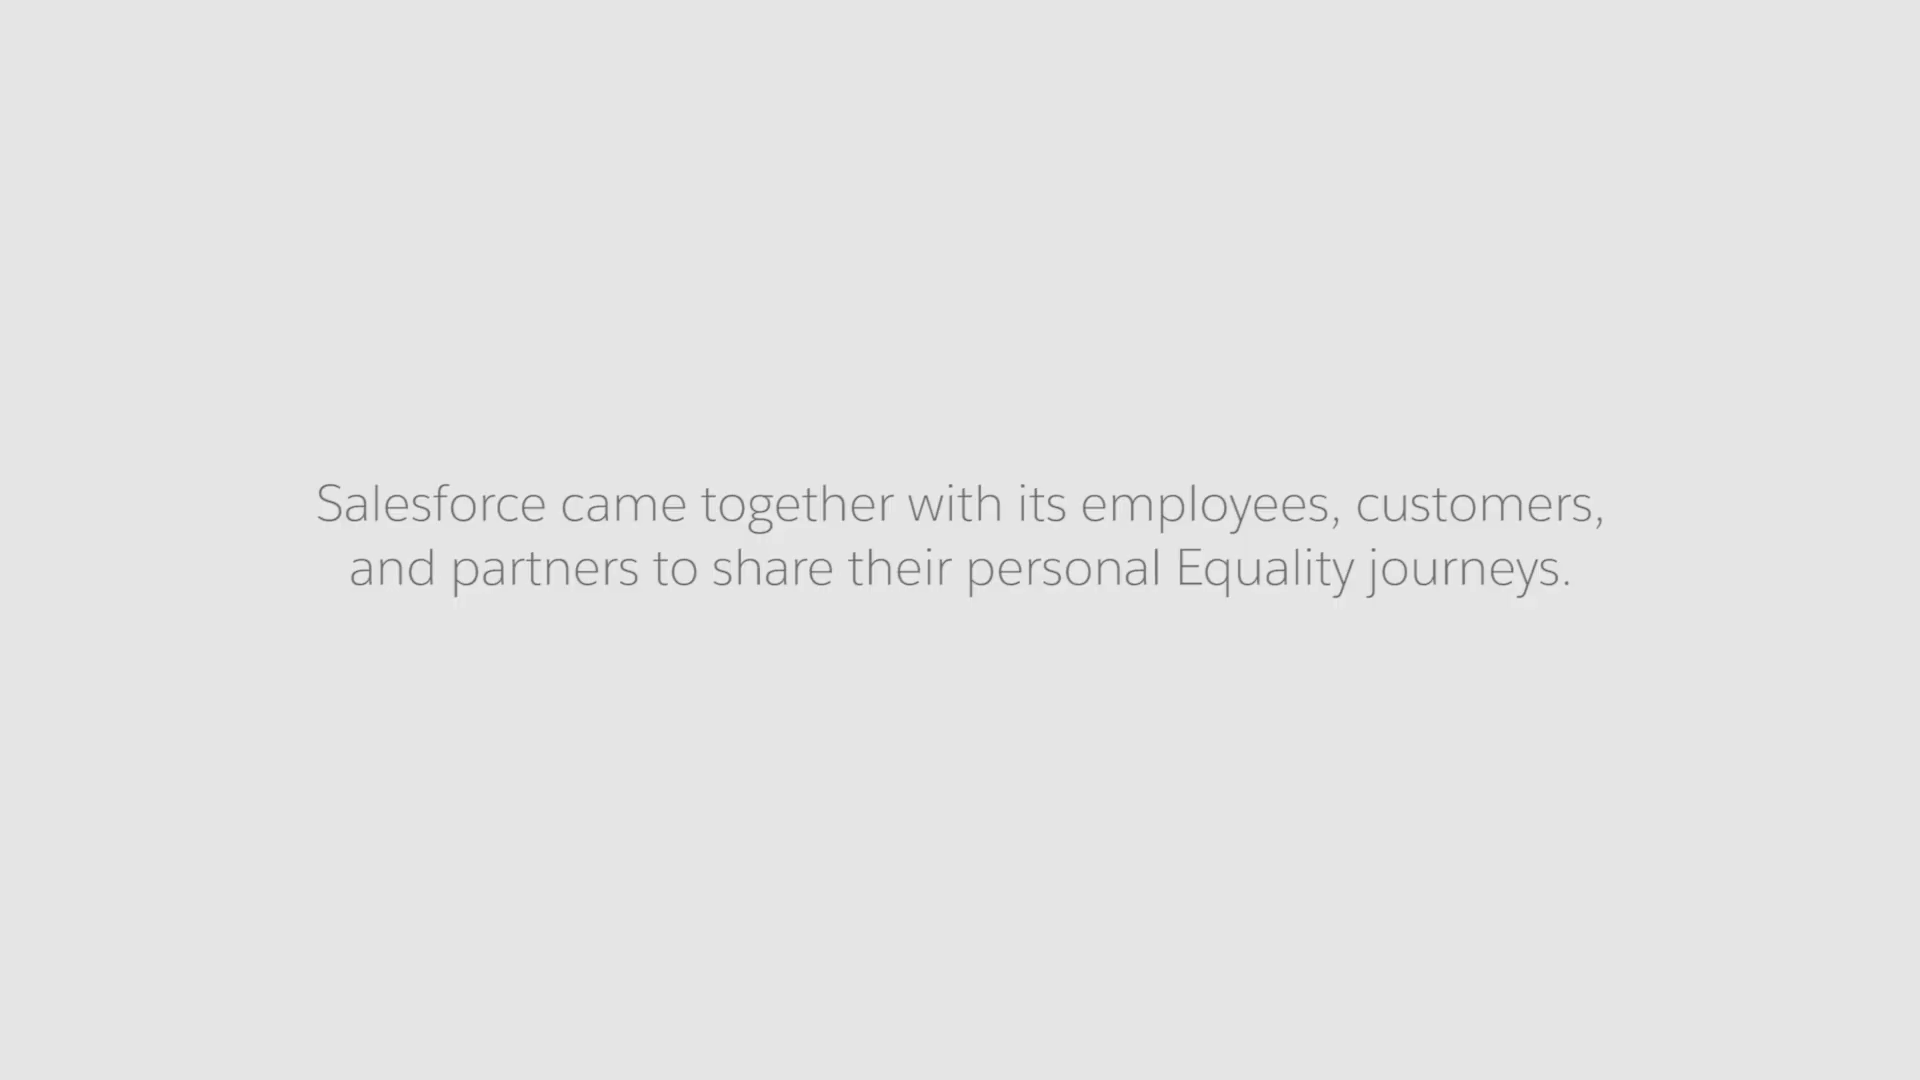 Salesforce came together with its employees, customers,
and partners to share their personal Equality journeys.